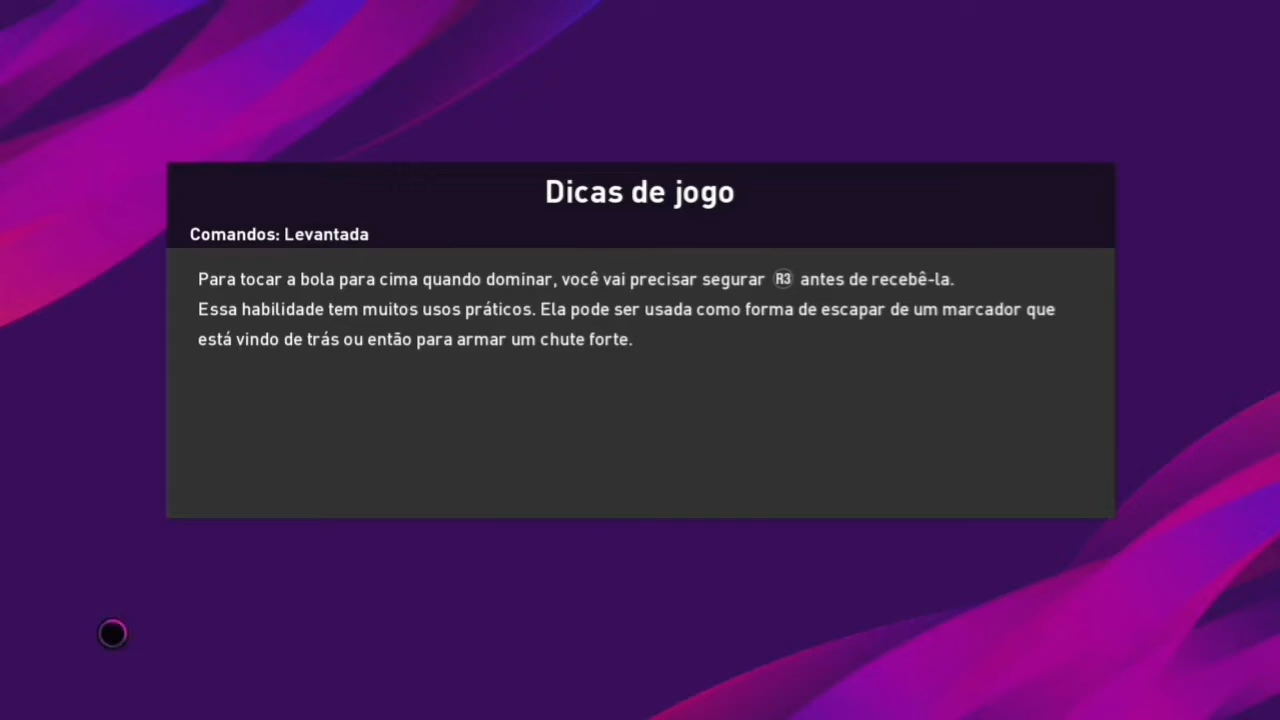 Dicas de jogo
Comandos: Levantada
Para tocar a bola para cima quando dominar, você vai precisar segurar R3 antes de recebê-la.
Essa habilidade tem muitos usos práticos. Ela pode ser usada como forma de escapar de um marcador que
está vindo de trás ou então para armar um chute forte.